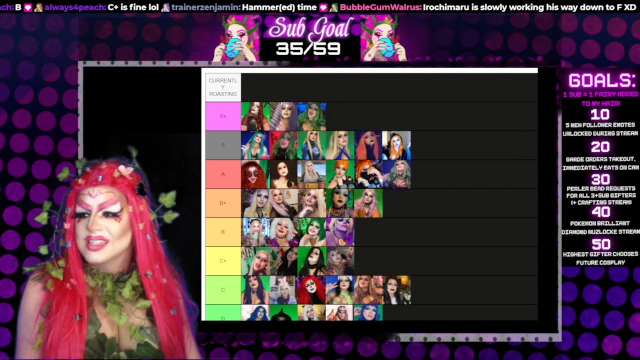 ch: B always4peach: C+ is fine lol trainerzenjamin: Hammer(ed) time BubbleGumWalrus: Irochimaru is slowly working his way down to F XD
Sub Goal
35/59
GOALS:
1 SUB = 1 FAIRY ADDED
TO MY HAIR!
10
5 NEW FOLLOWER EMOTES
UNLOCKED DURING STREAM
20
GARDE ORDERS TAKEOUT,
IMMEDIATELY EATS ON CAM
30
PERLER BEAD REQUESTS
FOR ALL 3+SUB GIFTERS
(+ CRAFTING STREAM)
40
POKEMON BRILLIANT
DIAMOND NUZLOCKE STREAM
50
HIGHEST GIFTER CHOOSES
FUTURE COSPLAY
CURRENTL
Y
ROASTING
A
B+
B
C+
C
D